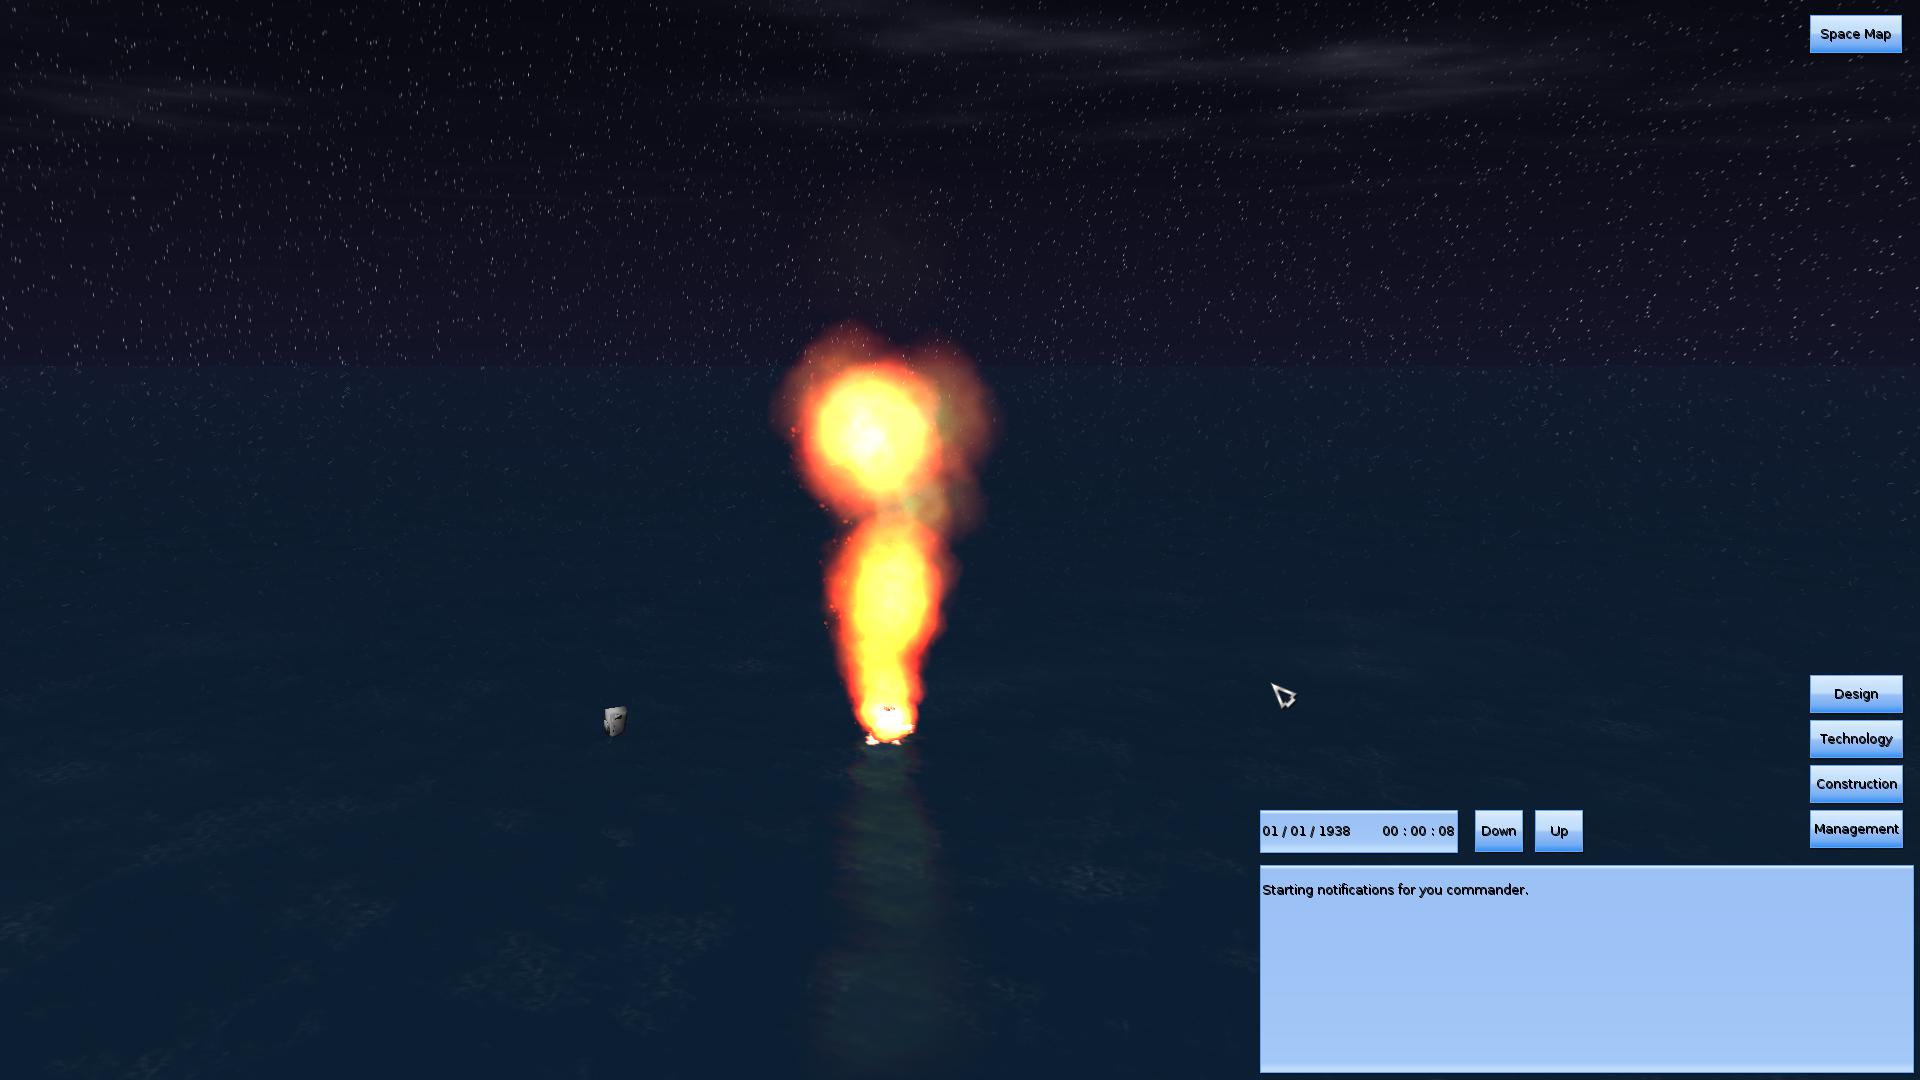 Space Map
Design
Technology
Construction
Management
01 / 01 / 1938 00 : 00 : 08
Down
Up
Starting notifications for you commander.